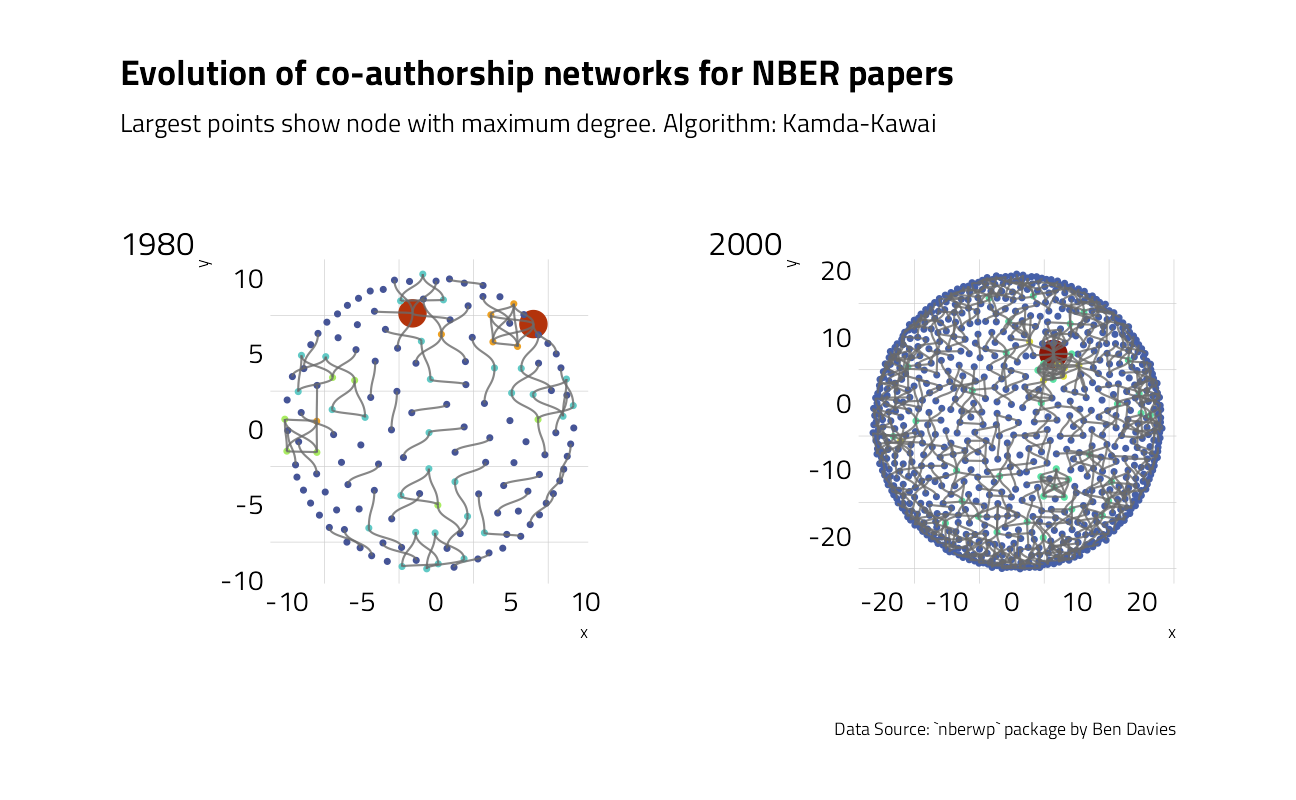 Evolution of co-authorship networks for NBER papers
Largest points show node with maximum degree. Algorithm: Kamda-Kawai
1980
y
10
5
0
-5
-10
-10 -5 0 5 10
x
2000
y
20
10
0
-10
-20
-20 -10 0 10 20
x
Data Source: `nberwp` package by Ben Davies